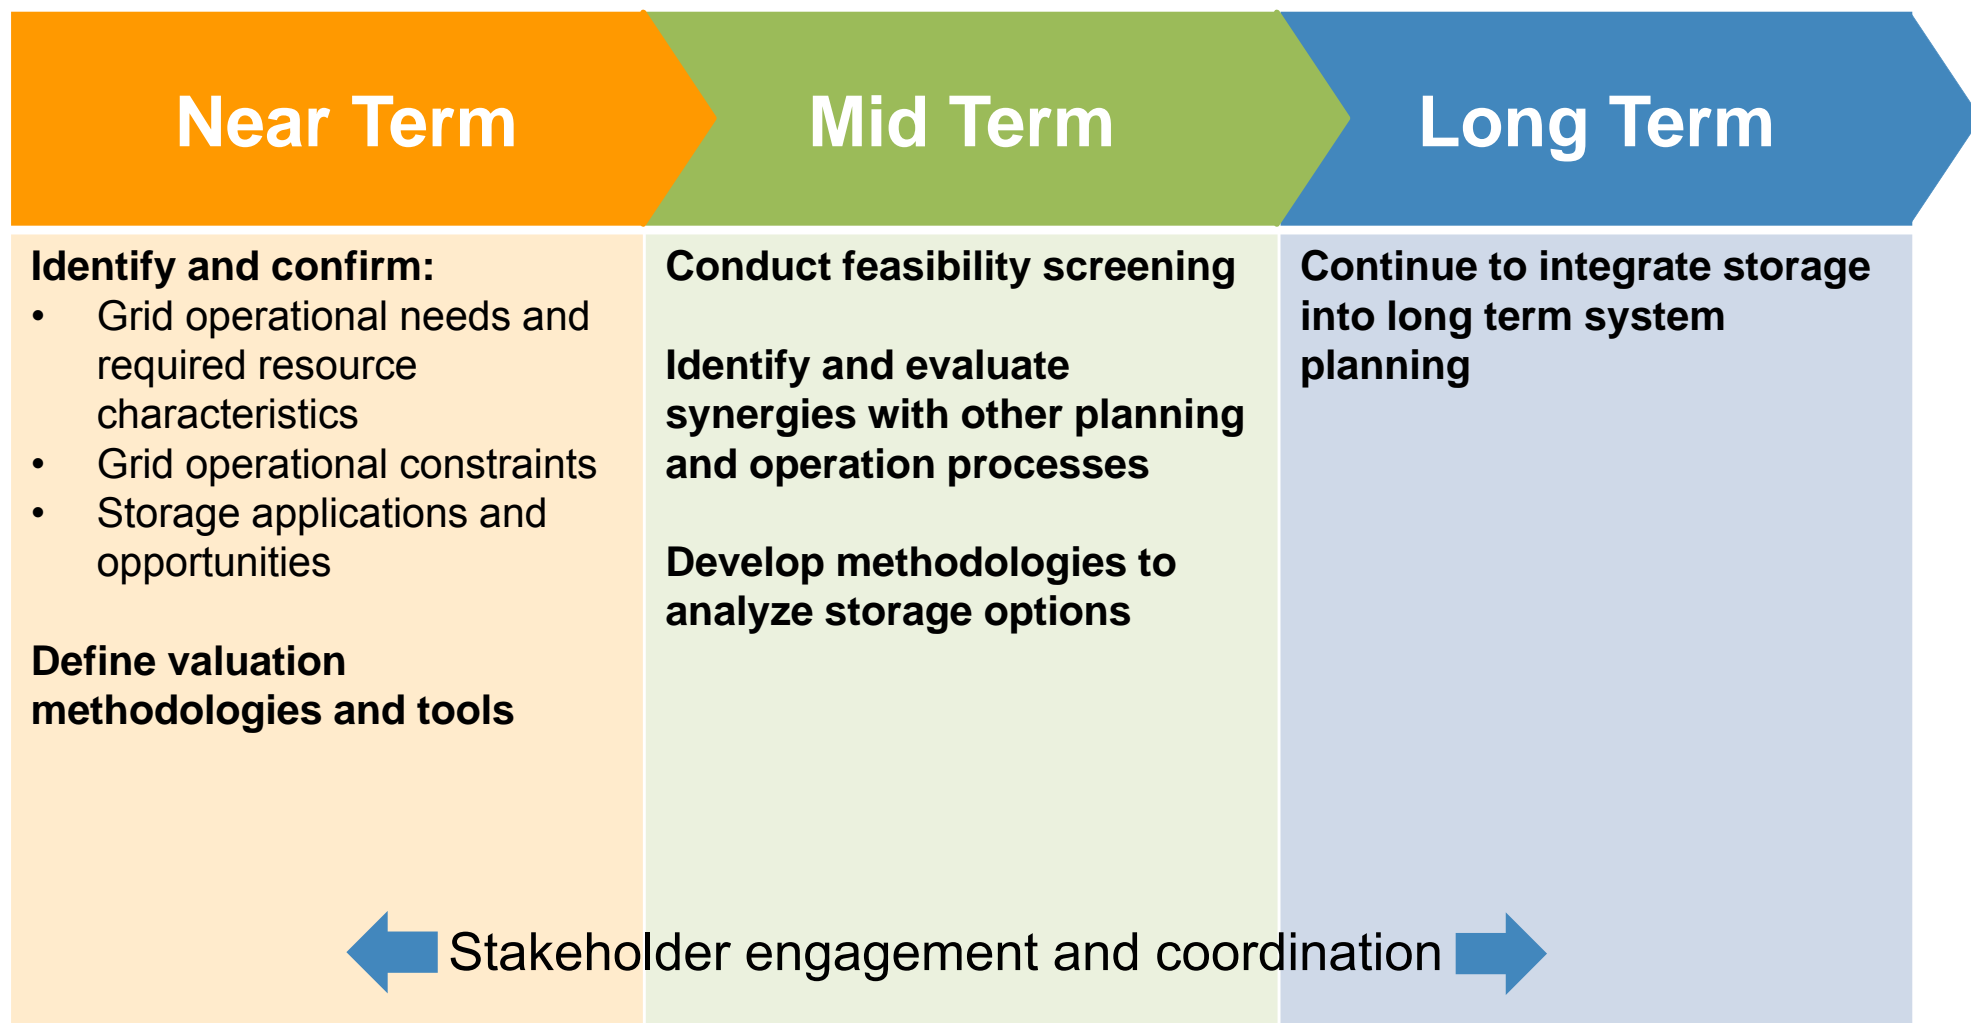 Near Term
Mid Term
Long Term
Identify and confirm:
• Grid operational needs and
required resource
characteristics
• Grid operational constraints
• Storage applications and
opportunities
Define valuation
methodologies and tools
Conduct feasibility screening
Identify and evaluate
synergies with other planning
and operation processes
Develop methodologies to
analyze storage options
Continue to integrate storage
into long term system
planning
Stakeholder engagement and coordination